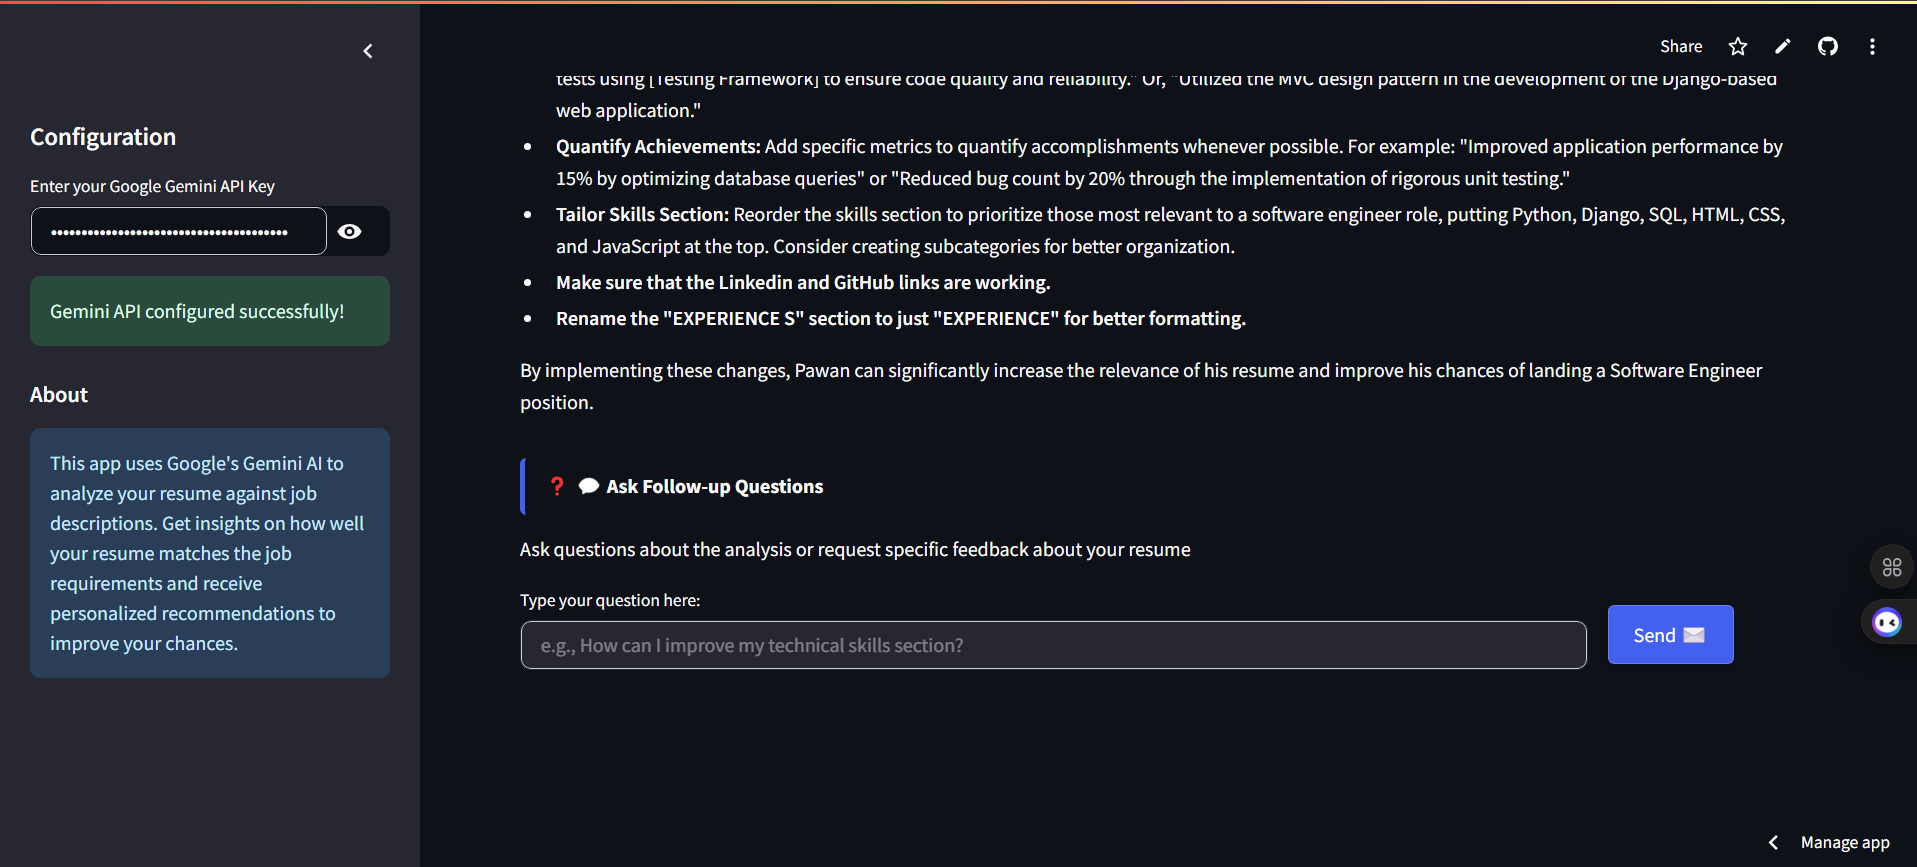 Share
Configuration
Enter your Google Gemini API Key
Gemini API configured successfully!
About
This app uses Google's Gemini AI to
analyze your resume against job
descriptions. Get insights on how well
your resume matches the job
requirements and receive
personalized recommendations to
improve your chances.
tests using [Testing Framework] to ensure code quality and reliability." Or, "Utilized the MVC design pattern in the development of the Django-based
web application."
• Quantify Achievements: Add specific metrics to quantify accomplishments whenever possible. For example: "Improved application performance by
15% by optimizing database queries" or "Reduced bug count by 20% through the implementation of rigorous unit testing."
• Tailor Skills Section: Reorder the skills section to prioritize those most relevant to a software engineer role, putting Python, Django, SQL, HTML, CSS,
and JavaScript at the top. Consider creating subcategories for better organization.
• Make sure that the Linkedin and GitHub links are working.
• Rename the "EXPERIENCE S" section to just "EXPERIENCE" for better formatting.
By implementing these changes, Pawan can significantly increase the relevance of his resume and improve his chances of landing a Software Engineer
position.
❓ 💬 Ask Follow-up Questions
Ask questions about the analysis or request specific feedback about your resume
Type your question here:
e.g., How can I improve my technical skills section?
Send ✉️
Manage app